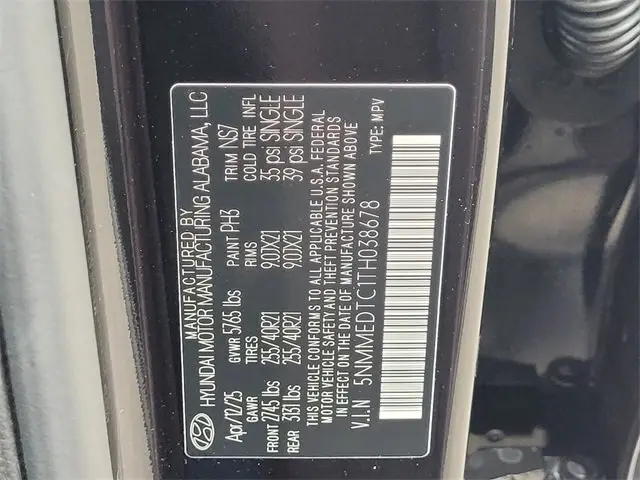 MANUFACTURED BY
HYUNDAI MOTOR MANUFACTURING ALABAMA, LLC
Apr/12/25 GVWR 5765 lbs PAINT PH3 TRIM NS7
GAWR TIRES RIMS COLD TIRE INFL
FRONT 2745 lbs 255/40R21 9.0JX21 35 psi SINGLE
REAR 3131 lbs 255/40R21 9.0JX21 39 psi SINGLE
THIS VEHICLE CONFORMS TO ALL APPLICABLE U.S.A. FEDERAL
MOTOR VEHICLE SAFETY AND THEFT PREVENTION STANDARDS
IN EFFECT ON THE DATE OF MANUFACTURE SHOWN ABOVE
V.I.N 5NMMEDTC1TH038678 TYPE: MPV